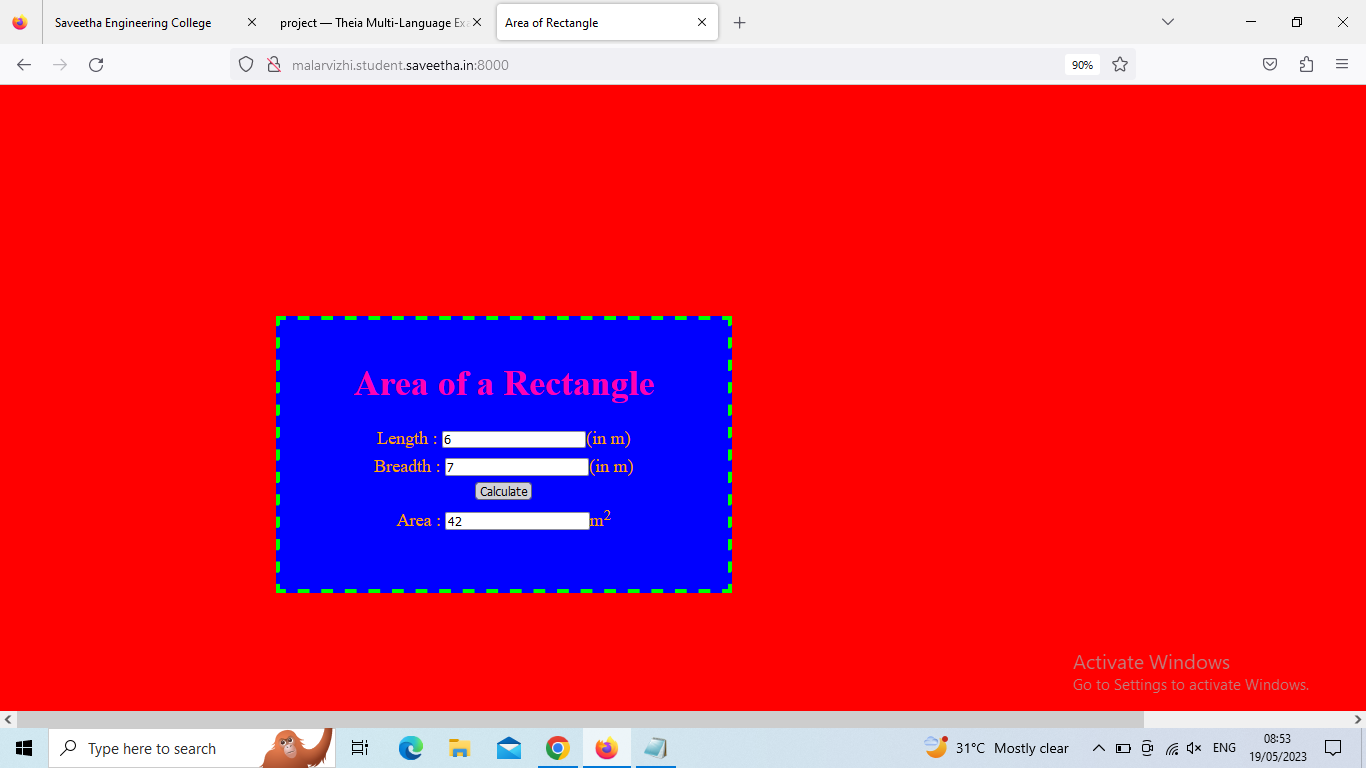 Saveetha Engineering College
project — Theia Multi-Language Exa
Area of Rectangle
malarvizhi.student.saveetha.in:8000
90%
Area of a Rectangle
Length : 6 (in m)
Breadth : 7 (in m)
Calculate
Area : 42 m²
Activate Windows
Go to Settings to activate Windows.
Type here to search
31°C Mostly clear
ENG
08:53
19/05/2023